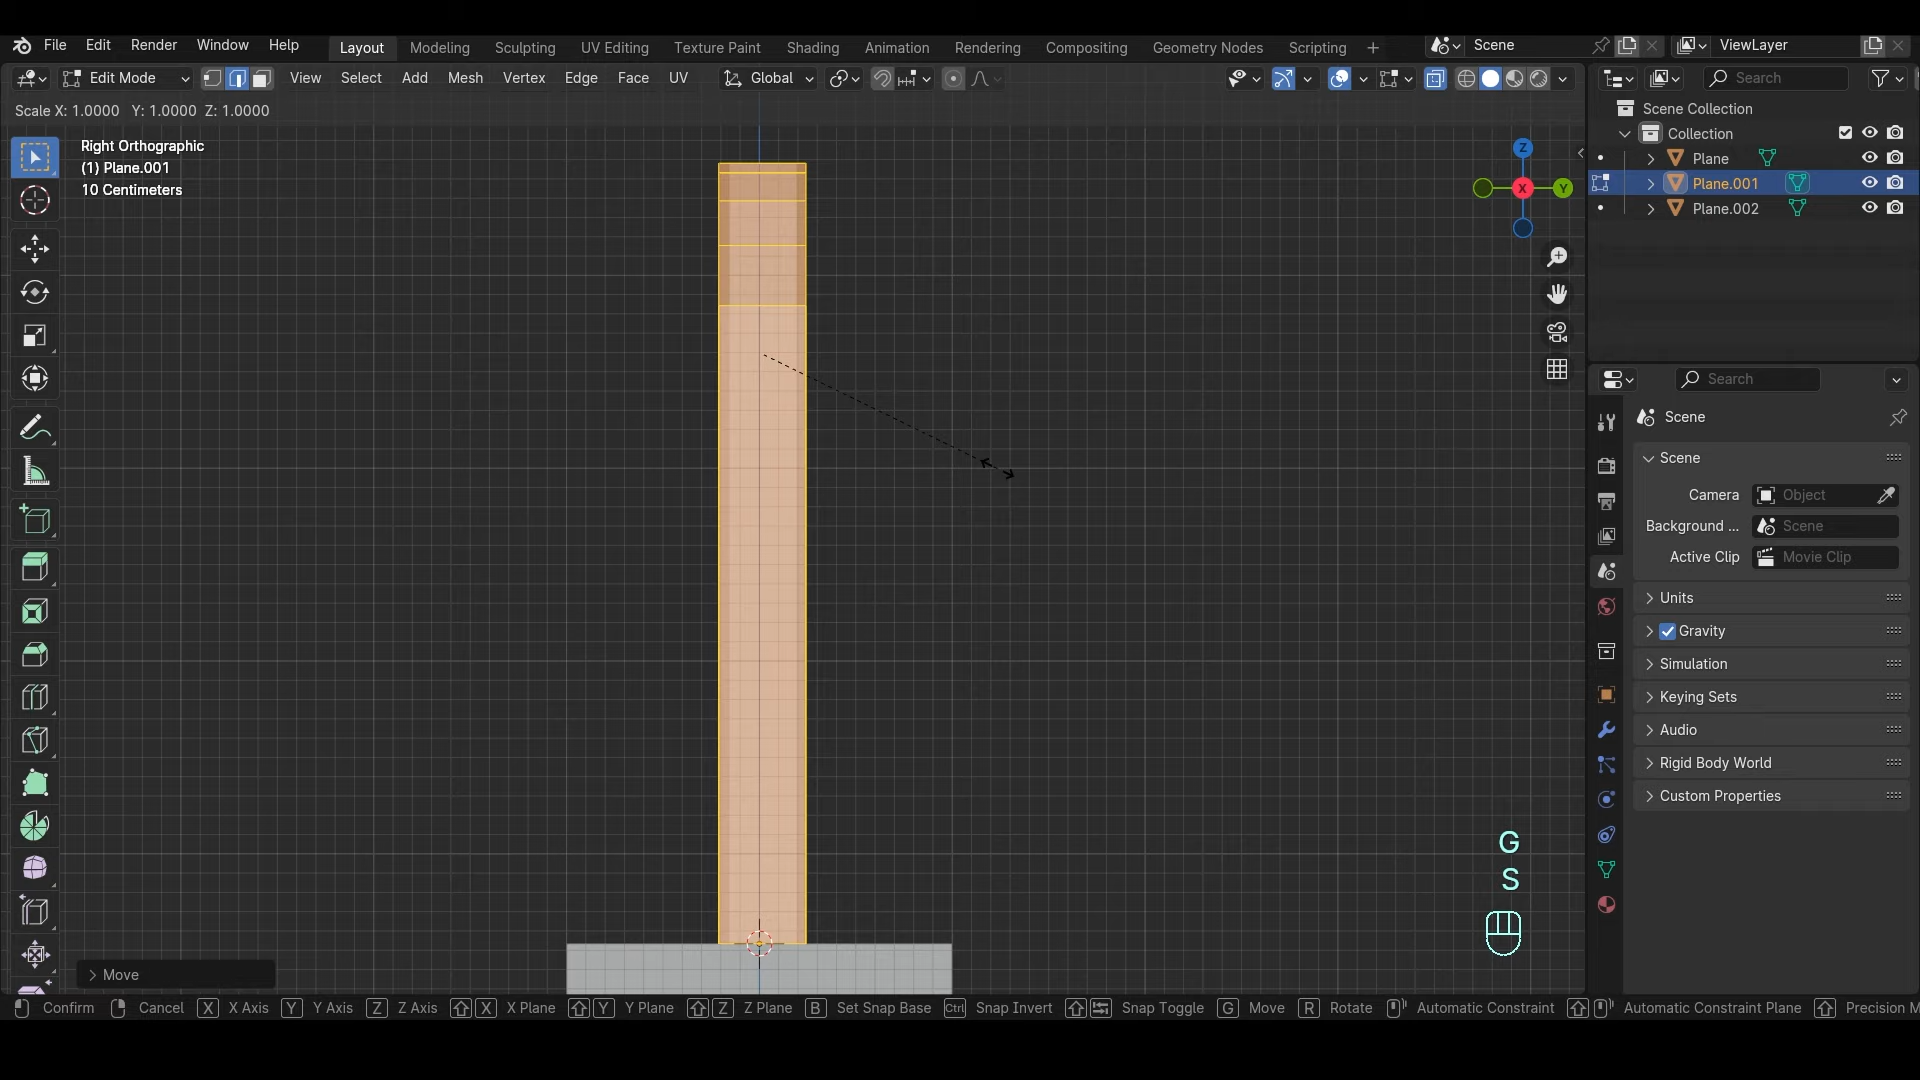 File Edit Render Window Help Layout Modeling Sculpting UV Editing Texture Paint Shading Animation Rendering Compositing Geometry Nodes Scripting + Scene ViewLayer
Edit Mode View Select Add Mesh Vertex Edge Face UV Global Search
Scale X: 1.0000 Y: 1.0000 Z: 1.0000
Scene Collection
Collection
Plane
Plane.001
Plane.002
Right Orthographic
(1) Plane.001
10 Centimeters
Z
X
Y
Search
Scene
Scene
Camera Object
Background ... Scene
Active Clip Movie Clip
Units
Gravity
Simulation
Keying Sets
Audio
Rigid Body World
Custom Properties
G
S
Move
Confirm Cancel X X Axis Y Y Axis Z Z Axis X X Plane Y Y Plane Z Z Plane B Set Snap Base Ctrl Snap Invert Snap Toggle G Move R Rotate Automatic Constraint Automatic Constraint Plane Precision M